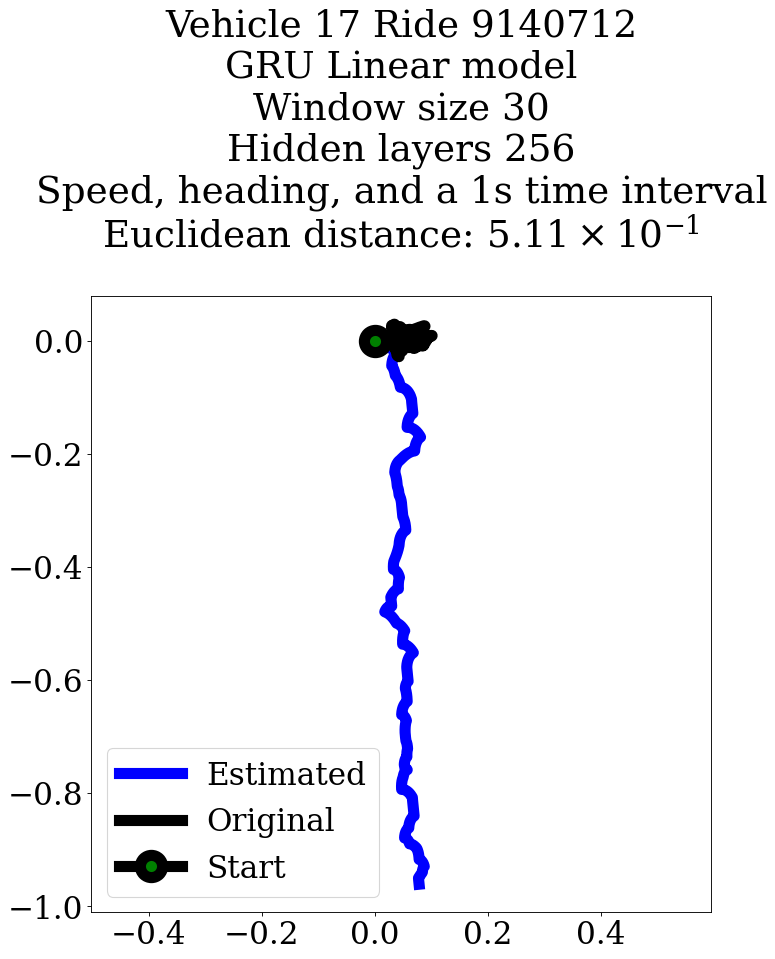 Vehicle 17 Ride 9140712
GRU Linear model
Window size 30
Hidden layers 256
Speed, heading, and a 1s time interval
Euclidean distance: 5.11 × 10⁻¹
0.0
−0.2
−0.4
−0.6
−0.8
−1.0
Estimated
Original
Start
−0.4
−0.2
0.0
0.2
0.4